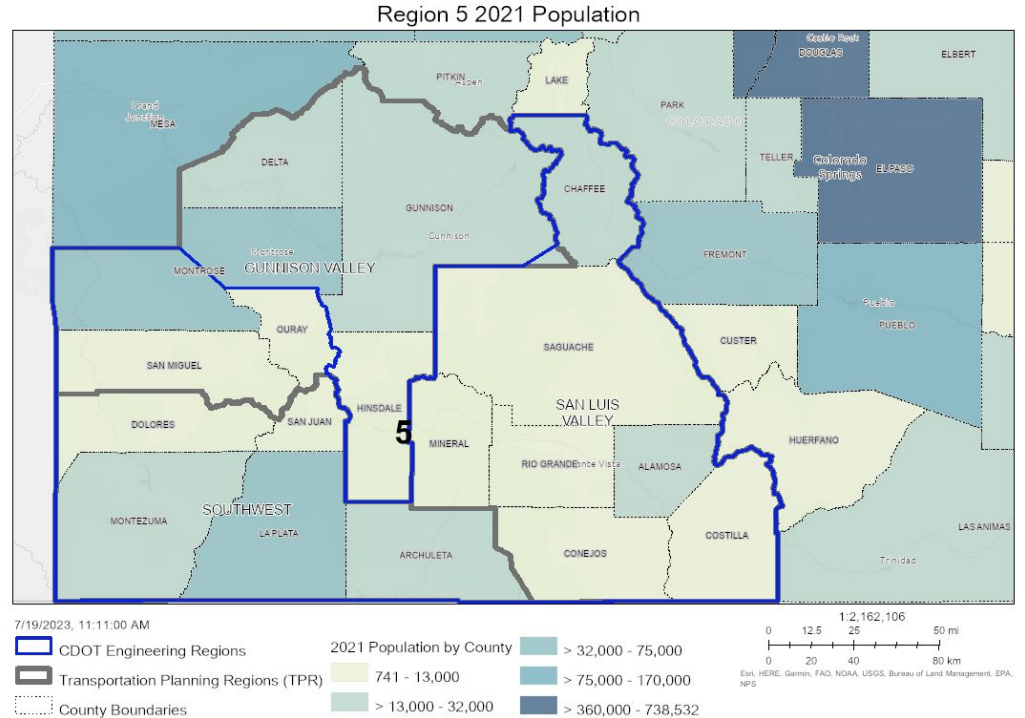 Region 5 2021 Population
Castle Rock
DOUGLAS
ELBERT
PITKIN
Aspen
LAKE
Grand
Junction
MESA
PARK
COLORADO
DELTA
TELLER
Colorado
Springs
EL PASO
CHAFFEE
GUNNISON
Gunnison
Montrose
MONTROSE
GUNNISON VALLEY
FREMONT
Pueblo
PUEBLO
OURAY
CUSTER
SAGUACHE
SAN MIGUEL
HINSDALE
SAN LUIS
VALLEY
DOLORES
SAN JUAN
5
MINERAL
HUERFANO
RIO GRANDE
onte Vista
ALAMOSA
SOUTHWEST
MONTEZUMA
LA PLATA
LAS ANIMAS
COSTILLA
ARCHULETA
CONEJOS
Trinidad
7/19/2023, 11:11:00 AM
CDOT Engineering Regions
Transportation Planning Regions (TPR)
County Boundaries
2021 Population by County
741 - 13,000
> 13,000 - 32,000
> 32,000 - 75,000
> 75,000 - 170,000
> 360,000 - 738,532
1:2,162,106
0 12.5 25 50 mi
0 20 40 80 km
Esri, HERE, Garmin, FAO, NOAA, USGS, Bureau of Land Management, EPA,
NPS